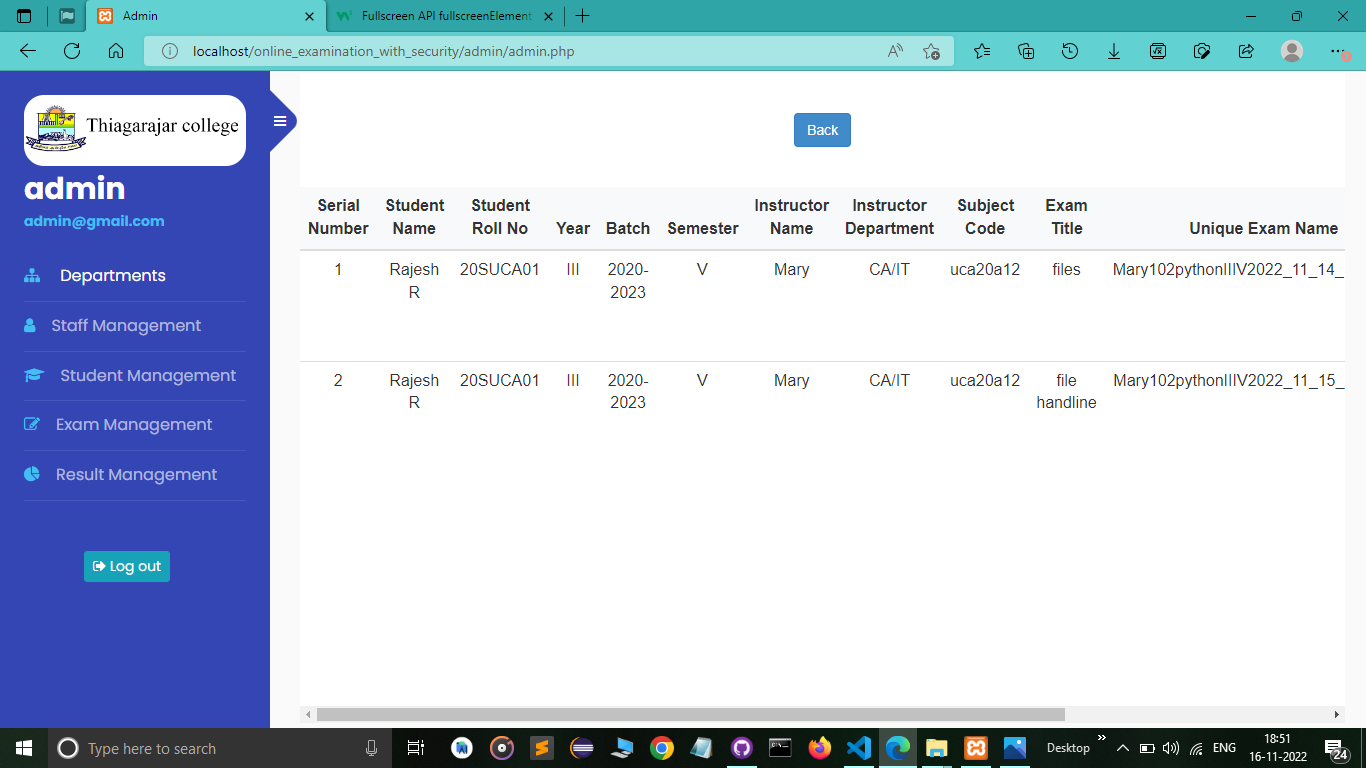 Admin
Fullscreen API fullscreenElement
localhost/online_examination_with_security/admin/admin.php
Thiagarajar college
admin
admin@gmail.com
Departments
Staff Management
Student Management
Exam Management
Result Management
Log out
Back
Serial Number Student Name Student Roll No Year Batch Semester Instructor Name Instructor Department Subject Code Exam Title Unique Exam Name
1 Rajesh R 20SUCA01 III 2020-2023 V Mary CA/IT uca20a12 files Mary102pythonIIIV2022_11_14_
2 Rajesh R 20SUCA01 III 2020-2023 V Mary CA/IT uca20a12 file handline Mary102pythonIIIV2022_11_15_
Type here to search
Desktop
ENG
18:51
16-11-2022
24